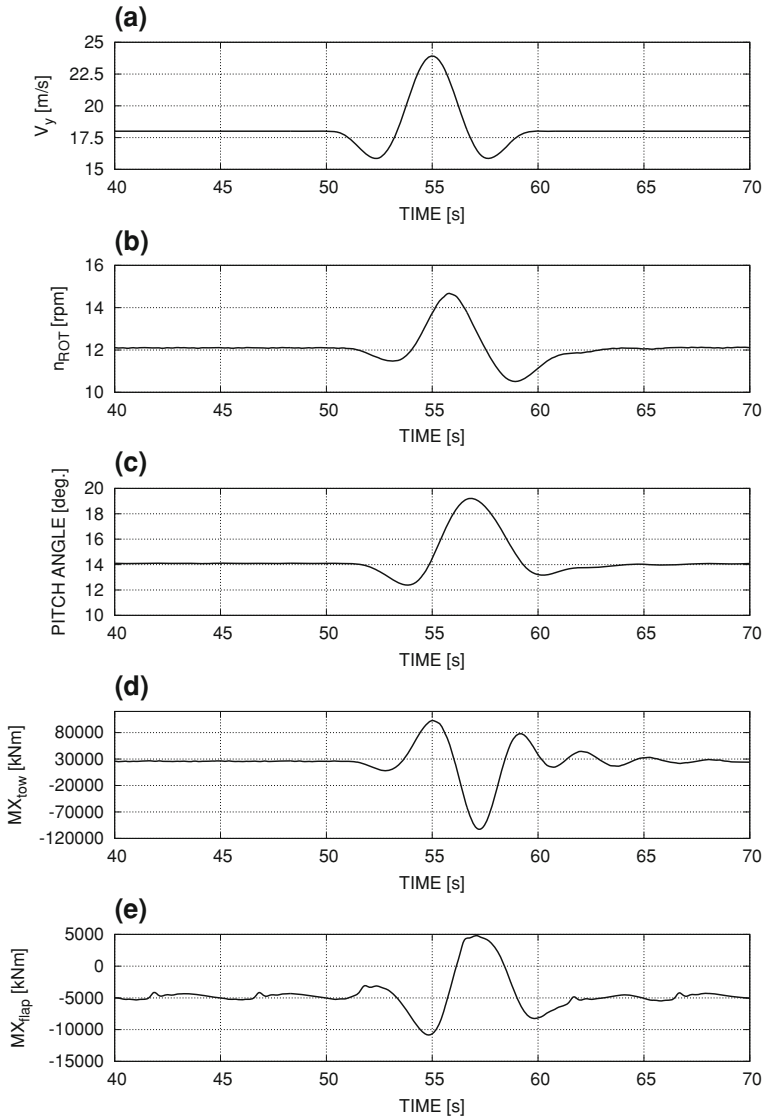 (a)
25
22.5
20
17.5
15
V_y [m/s]
40 45 50 55 60 65 70
TIME [s]
(b)
16
14
12
10
n_ROT [rpm]
40 45 50 55 60 65 70
TIME [s]
(c)
20
18
16
14
12
10
PITCH ANGLE [deg.]
40 45 50 55 60 65 70
TIME [s]
(d)
80000
30000
-20000
-70000
-120000
MX_tow [kNm]
40 45 50 55 60 65 70
TIME [s]
(e)
5000
0
-5000
-10000
-15000
MX_flap [kNm]
40 45 50 55 60 65 70
TIME [s]